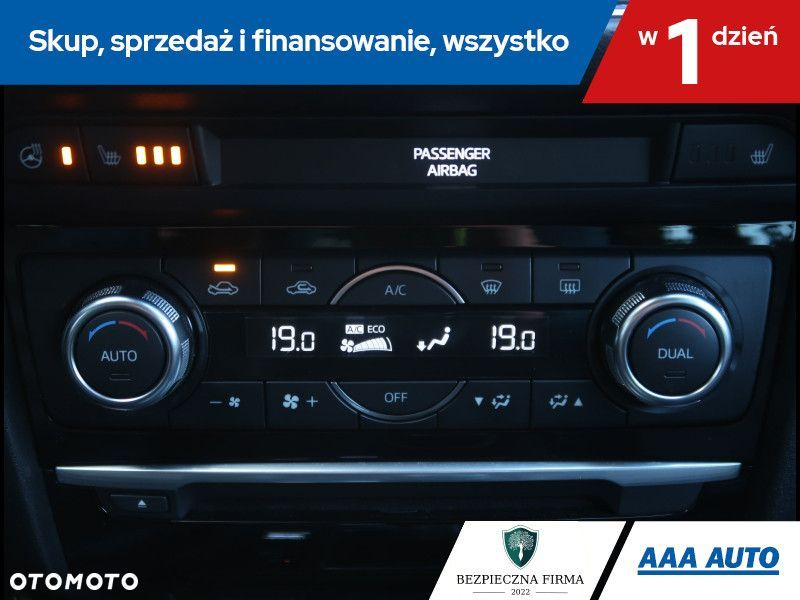 Skup, sprzedaż i finansowanie, wszystko
w 1 dzień
PASSENGER
AIRBAG
A/C
19.0
A/C ECO
19.0
AUTO
DUAL
OFF
OTOMOTO
BEZPIECZNA FIRMA
2022
AAA AUTO